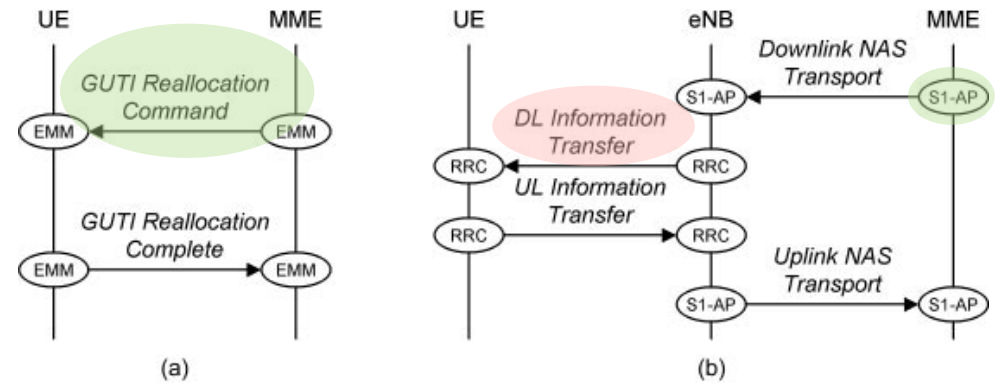 UE
MME
GUTI Reallocation
Command
EMM
EMM
GUTI Reallocation
Complete
EMM
EMM
(a)
UE
eNB
MME
Downlink NAS
Transport
S1-AP
S1-AP
DL Information
Transfer
RRC
RRC
UL Information
Transfer
RRC
RRC
Uplink NAS
Transport
S1-AP
S1-AP
(b)